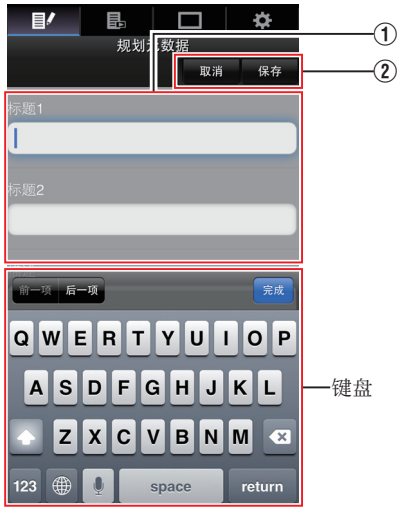 规划元数据
①
取消 保存
②
标题1
标题2
前一项 后一项 完成
Q W E R T Y U I O P
A S D F G H J K L
键盘
Z X C V B N M
123 space return